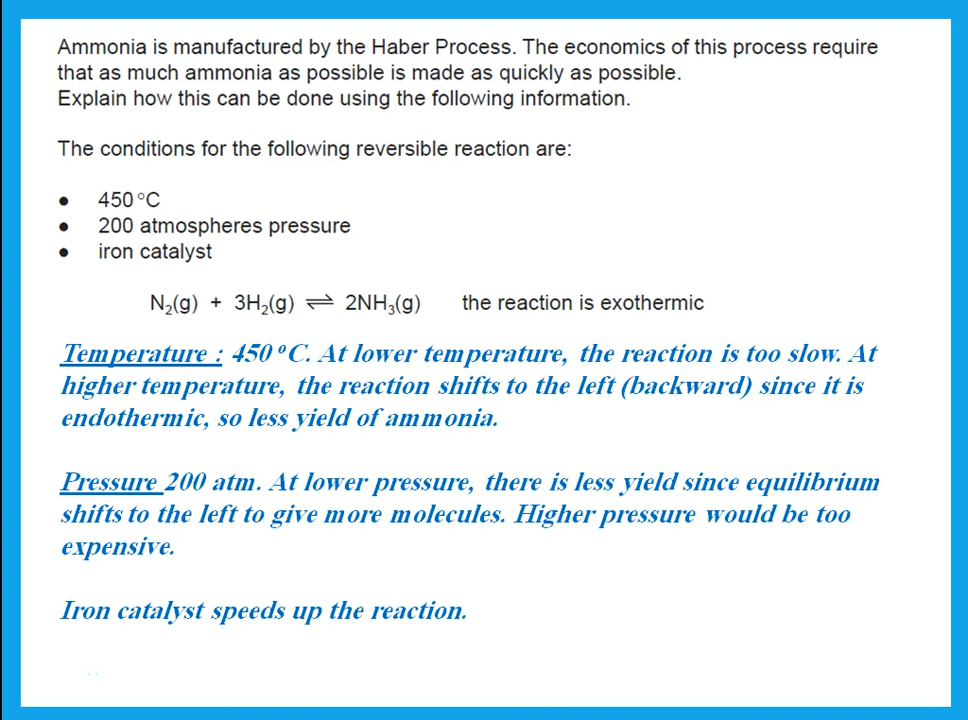 Ammonia is manufactured by the Haber Process. The economics of this process require
that as much ammonia as possible is made as quickly as possible.
Explain how this can be done using the following information.
The conditions for the following reversible reaction are:
• 450 °C
• 200 atmospheres pressure
• iron catalyst
N₂(g) + 3H₂(g) ⇌ 2NH₃(g) the reaction is exothermic
Temperature : 450 °C. At lower temperature, the reaction is too slow. At
higher temperature, the reaction shifts to the left (backward) since it is
endothermic, so less yield of ammonia.
Pressure 200 atm. At lower pressure, there is less yield since equilibrium
shifts to the left to give more molecules. Higher pressure would be too
expensive.
Iron catalyst speeds up the reaction.